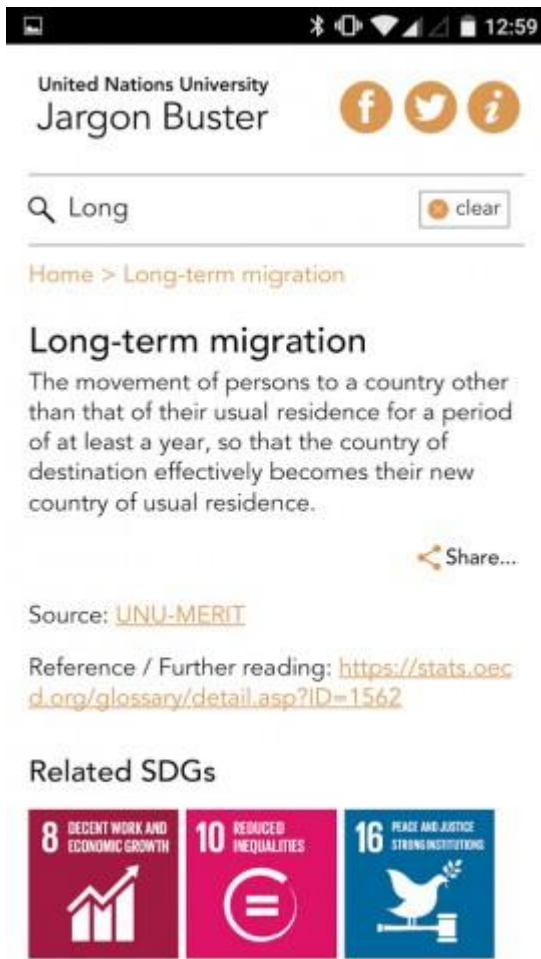 12:59
United Nations University
Jargon Buster
Long
clear
Home > Long-term migration
Long-term migration
The movement of persons to a country other
than that of their usual residence for a period
of at least a year, so that the country of
destination effectively becomes their new
country of usual residence.
Share...
Source: UNU-MERIT
Reference / Further reading: https://stats.oec
d.org/glossary/detail.asp?ID=1562
Related SDGs
8 DECENT WORK AND
ECONOMIC GROWTH
10 REDUCED
INEQUALITIES
16 PEACE AND JUSTICE
STRONG INSTITUTIONS